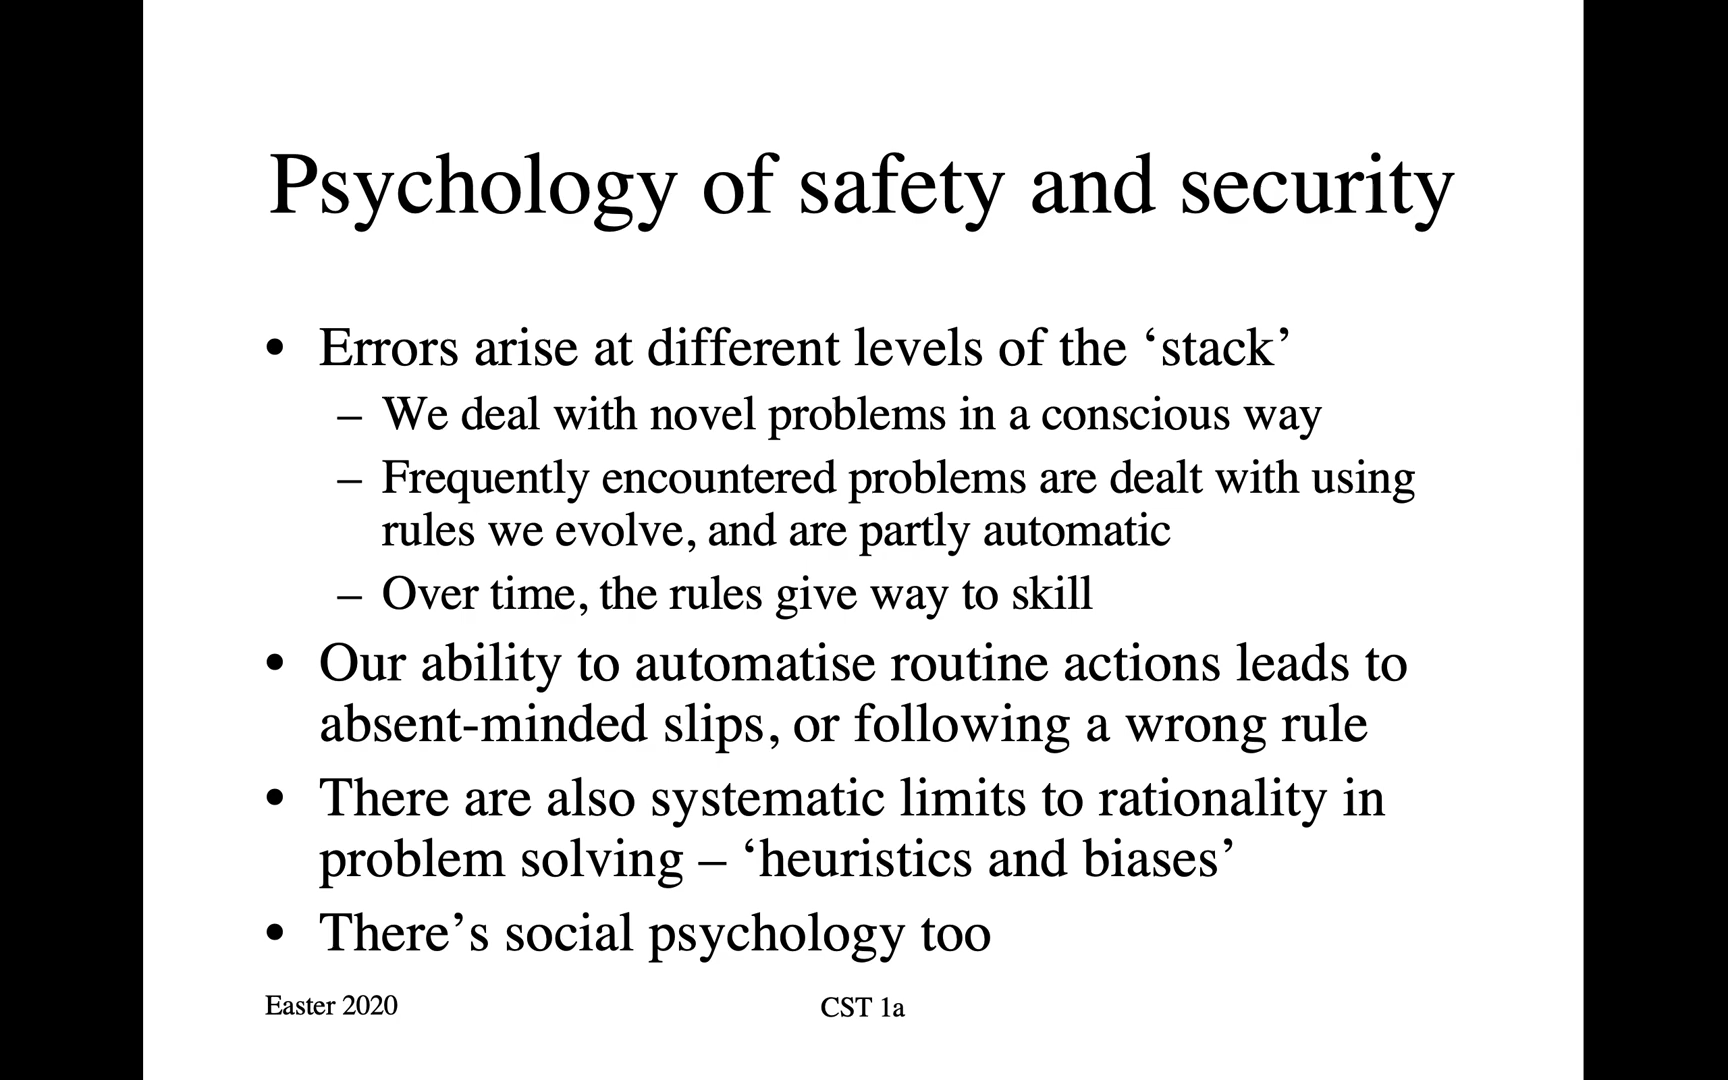 Psychology of safety and security
• Errors arise at different levels of the ‘stack’
– We deal with novel problems in a conscious way
– Frequently encountered problems are dealt with using
rules we evolve, and are partly automatic
– Over time, the rules give way to skill
• Our ability to automatise routine actions leads to
absent-minded slips, or following a wrong rule
• There are also systematic limits to rationality in
problem solving – ‘heuristics and biases’
• There’s social psychology too
Easter 2020
CST 1a